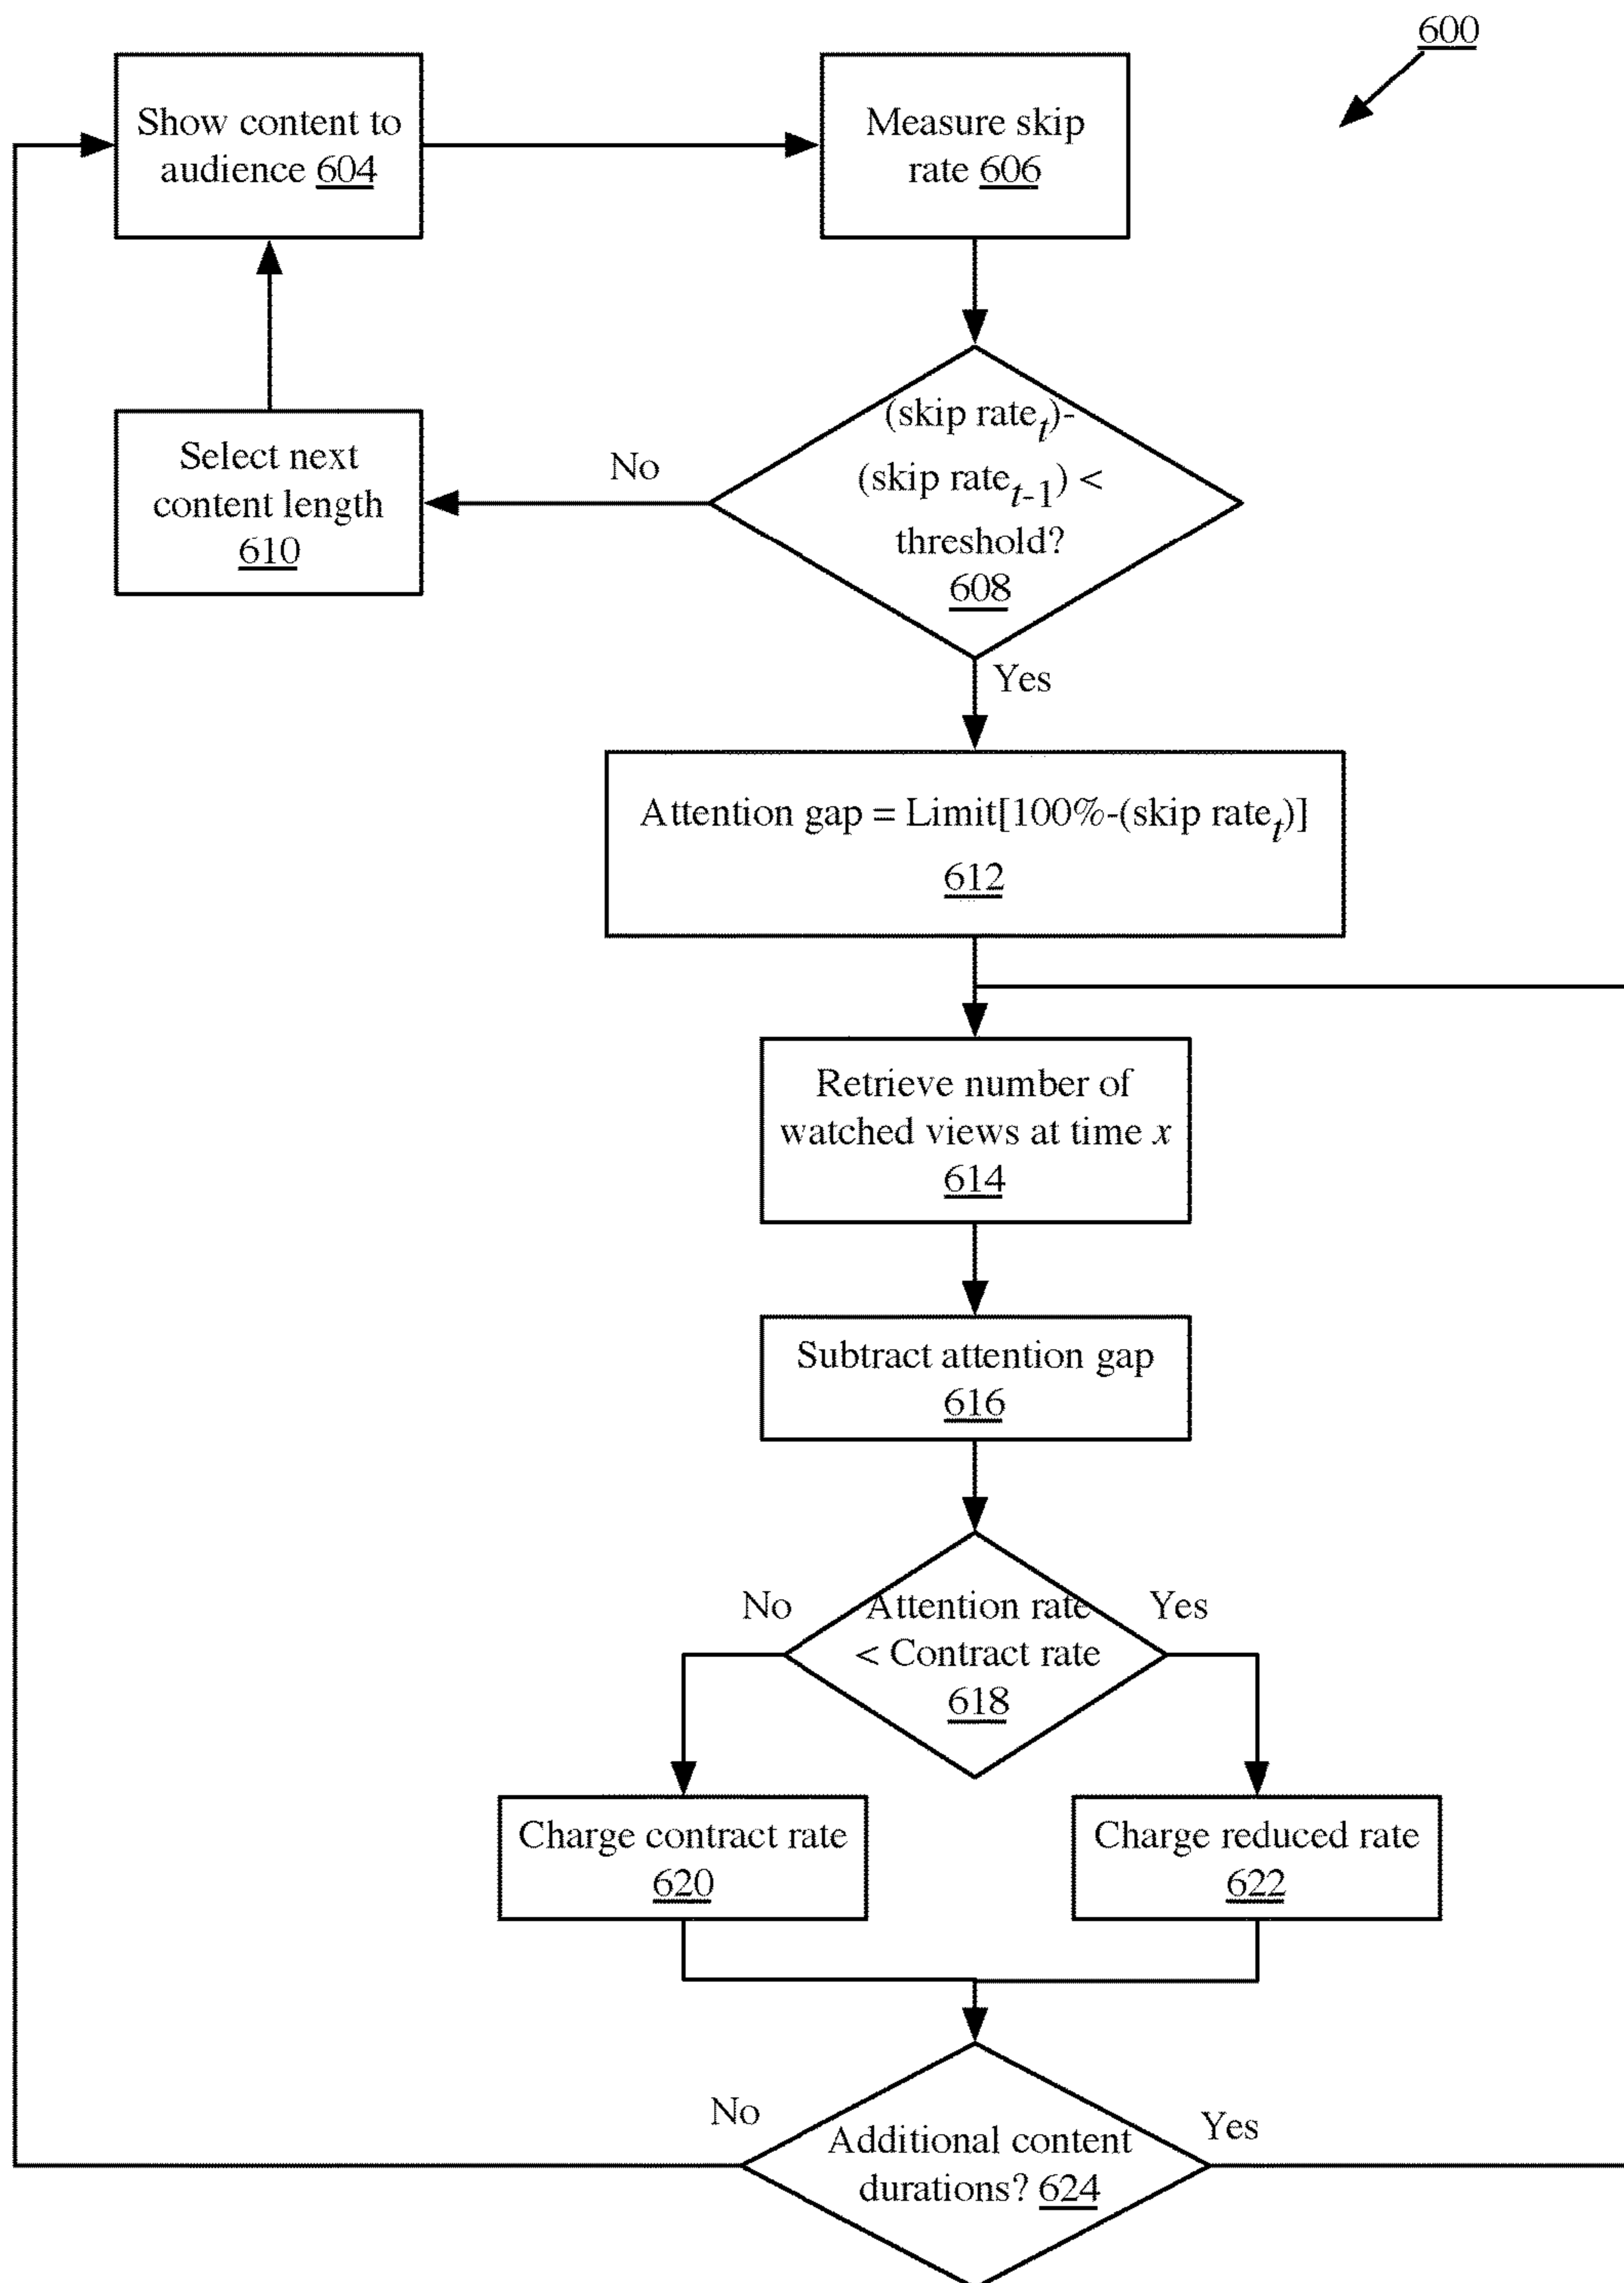 600
Show content to
audience 604
Measure skip
rate 606
(skip rateₜ)-
(skip rateₜ₋₁) <
threshold?
608
No
Select next
content length
610
Yes
Attention gap = Limit[100%-(skip rateₜ)]
612
Retrieve number of
watched views at time x
614
Subtract attention gap
616
No
Attention rate
< Contract rate
618
Yes
Charge contract rate
620
Charge reduced rate
622
No
Additional content
durations? 624
Yes